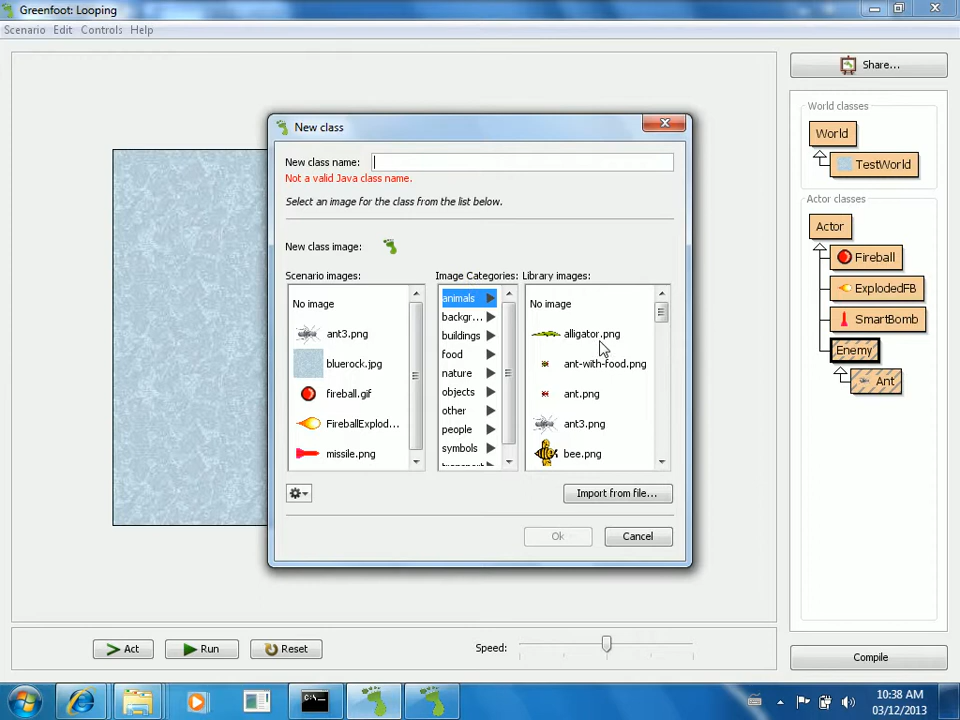 Greenfoot: Looping
Scenario Edit Controls Help
Share...
World classes
World
TestWorld
Actor classes
Actor
Fireball
ExplodedFB
SmartBomb
Enemy
Ant
New class
New class name:
Not a valid Java class name.
Select an image for the class from the list below.
New class image:
Scenario images:
No image
ant3.png
bluerock.jpg
fireball.gif
FireballExplod...
missile.png
Image Categories:
animals
backgr...
buildings
food
nature
objects
other
people
symbols
Library images:
No image
alligator.png
ant-with-food.png
ant.png
ant3.png
bee.png
Import from file...
Ok
Cancel
Act
Run
Reset
Speed:
Compile
10:38 AM
03/12/2013